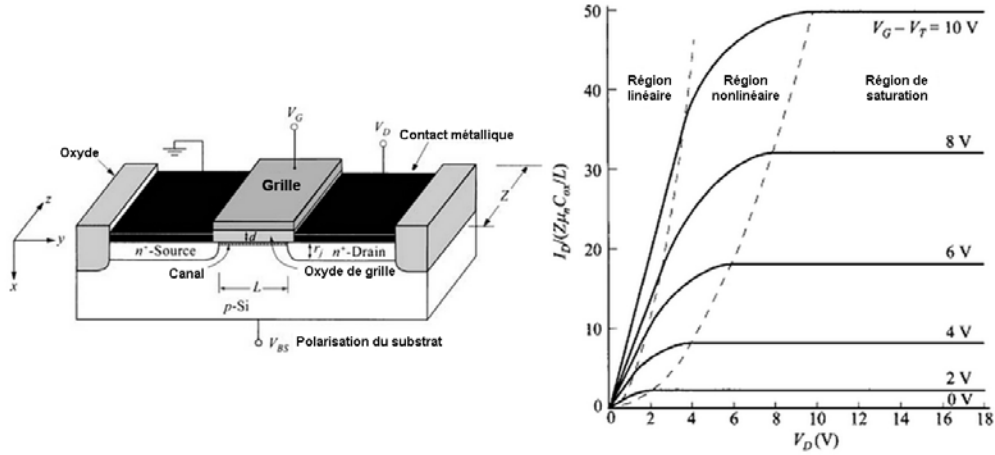 V_G
V_D
Contact métallique
Oxyde
Grille
Z
z
y
x
d
n⁺-Source
r_j
n⁺-Drain
Canal
Oxyde de grille
L
p-Si
V_BS
Polarisation du substrat
I_D/(Zμ_nC_ox/L)
50
40
30
20
10
0
V_G – V_T = 10 V
Région linéaire
Région nonlinéaire
Région de saturation
8 V
6 V
4 V
2 V
0 V
0 2 4 6 8 10 12 14 16 18
V_D (V)